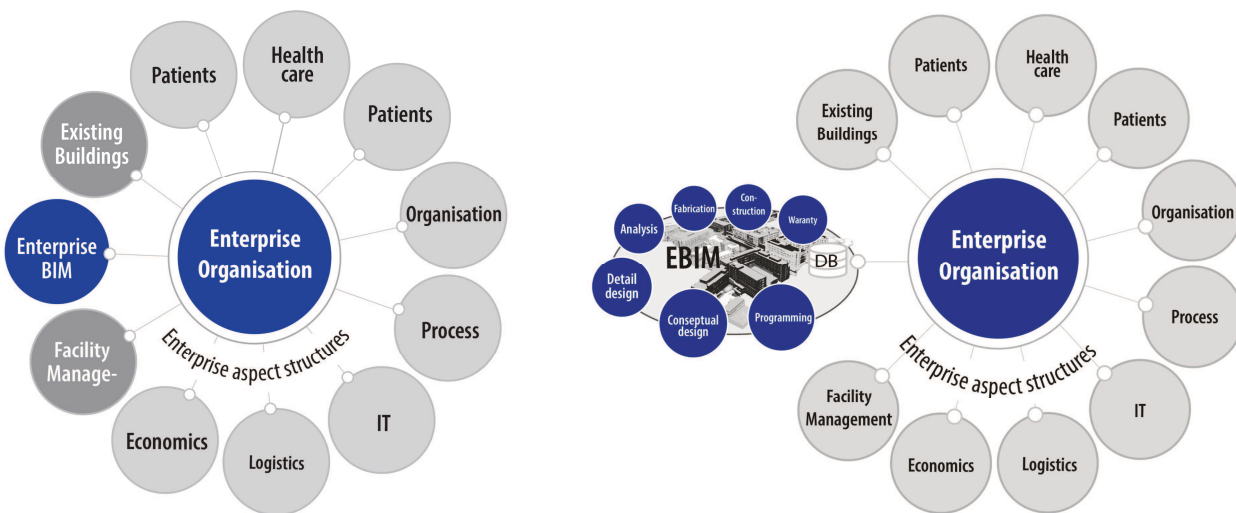 Patients
Health
care
Patients
Existing
Buildings
Organisation
Enterprise
BIM
Enterprise
Organisation
Process
Facility
Manage-
Enterprise aspect structures
Economics
Logistics
IT
Patients
Health
care
Patients
Existing
Buildings
Organisation
Fabrication
Con-
struction
Waranty
Analysis
EBIM
DB
Detail
design
Conseptual
design
Programming
Enterprise
Organisation
Process
Enterprise aspect structures
Facility
Management
Economics
Logistics
IT